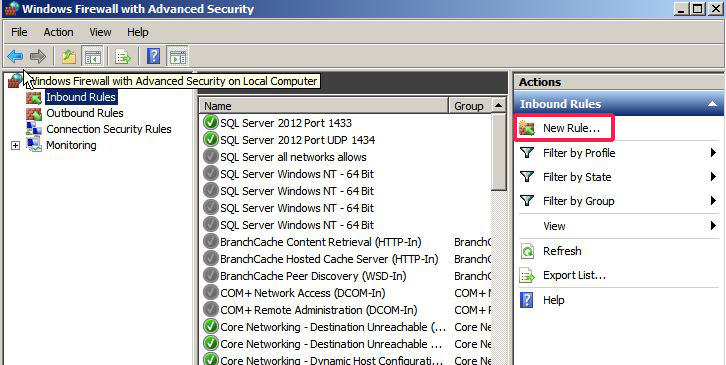 Windows Firewall with Advanced Security
File Action View Help
Windows Firewall with Advanced Security on Local Computer
Inbound Rules
Outbound Rules
Connection Security Rules
Monitoring
Name Group
SQL Server 2012 Port 1433
SQL Server 2012 Port UDP 1434
SQL Server all networks allows
SQL Server Windows NT - 64 Bit
SQL Server Windows NT - 64 Bit
SQL Server Windows NT - 64 Bit
SQL Server Windows NT - 64 Bit
BranchCache Content Retrieval (HTTP-In) BranchC
BranchCache Hosted Cache Server (HTTP-In) BranchC
BranchCache Peer Discovery (WSD-In) BranchC
COM+ Network Access (DCOM-In) COM+ N
COM+ Remote Administration (DCOM-In) COM+ R
Core Networking - Destination Unreachable (... Core Ne
Core Networking - Destination Unreachable ... Core Ne
Core Networking - Dynamic Host Configurati... Core Ne
Actions
Inbound Rules
New Rule...
Filter by Profile
Filter by State
Filter by Group
View
Refresh
Export List...
Help